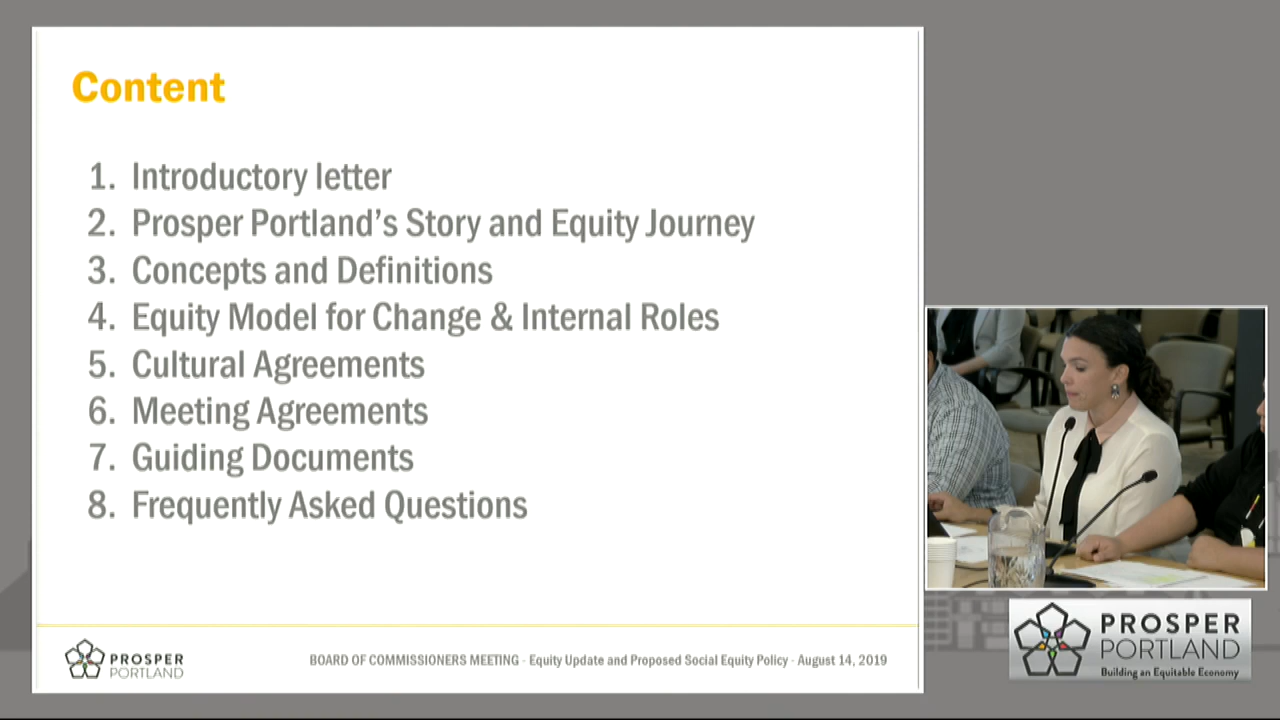 Content
1. Introductory letter
2. Prosper Portland’s Story and Equity Journey
3. Concepts and Definitions
4. Equity Model for Change & Internal Roles
5. Cultural Agreements
6. Meeting Agreements
7. Guiding Documents
8. Frequently Asked Questions
PROSPER
PORTLAND
BOARD OF COMMISSIONERS MEETING - Equity Update and Proposed Social Equity Policy - August 14, 2019
PROSPER
PORTLAND
Building an Equitable Economy